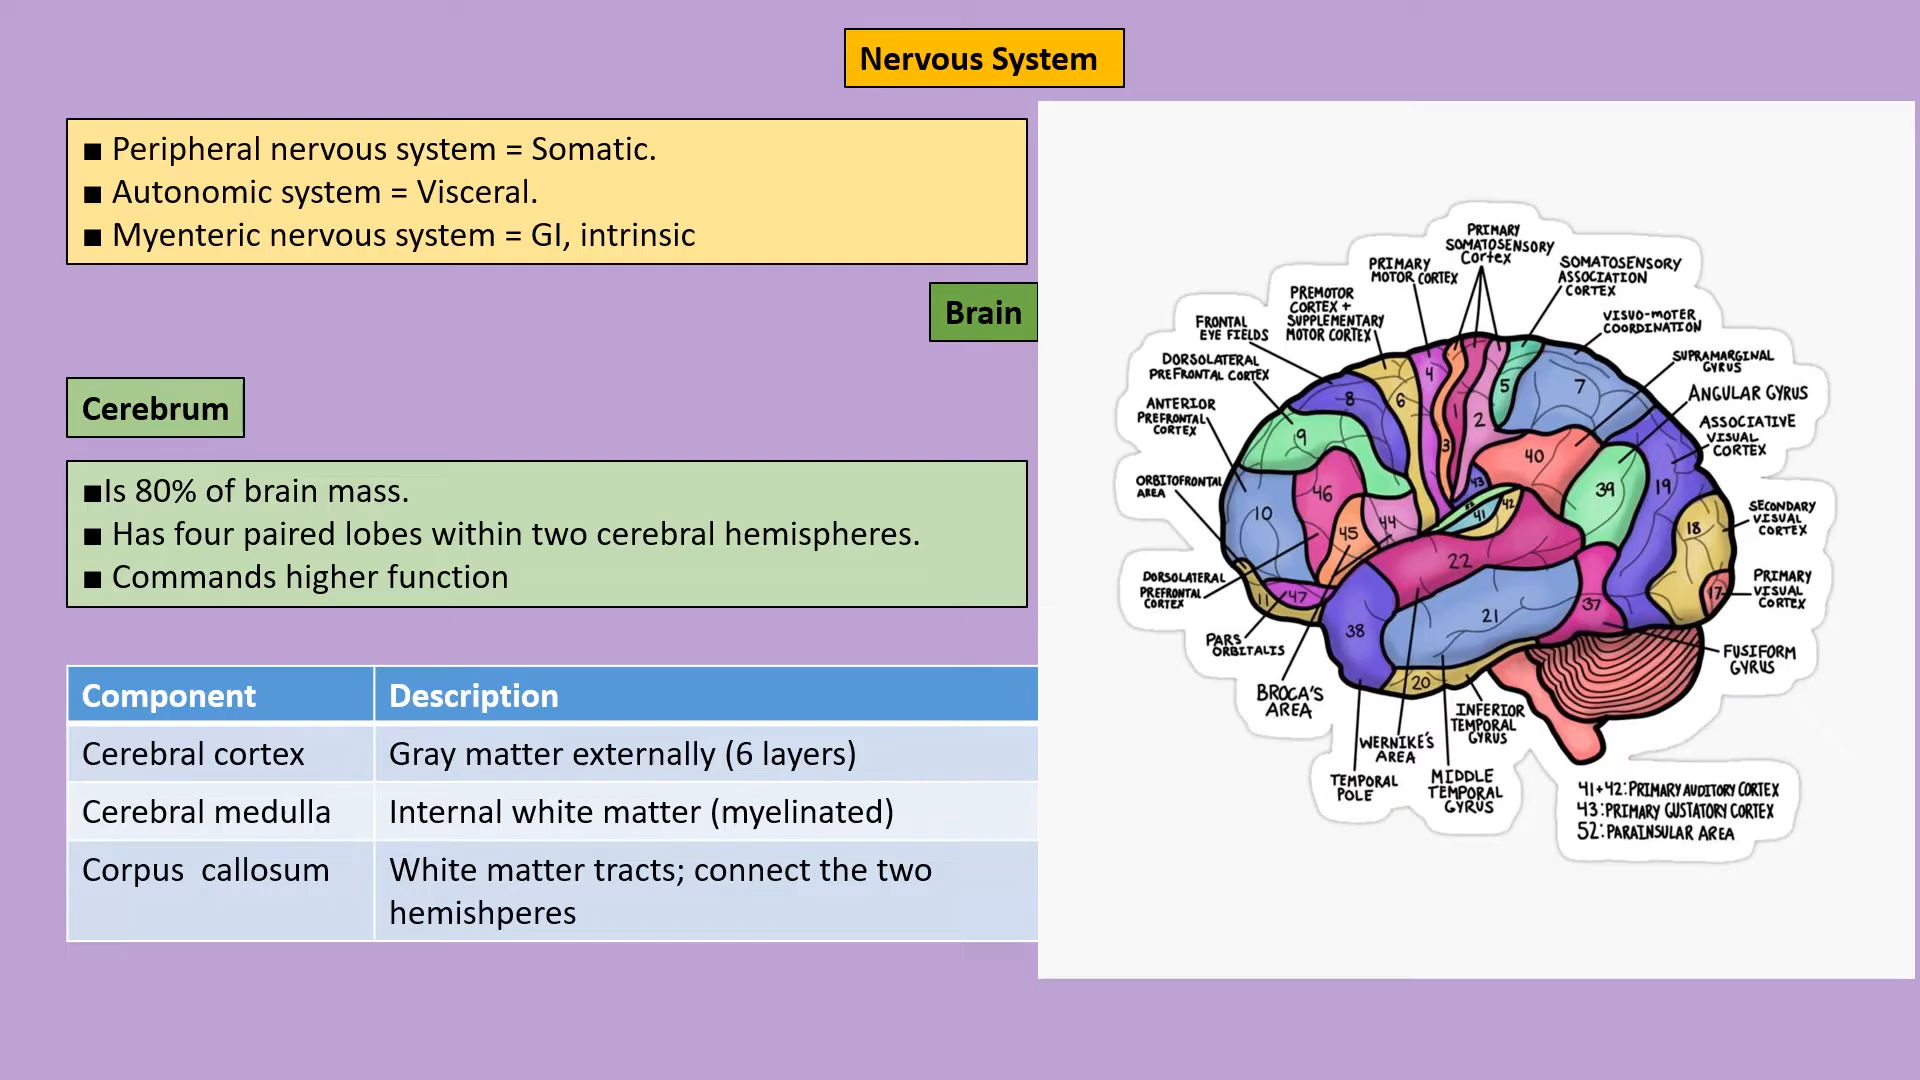 Nervous System
■ Peripheral nervous system = Somatic.
■ Autonomic system = Visceral.
■ Myenteric nervous system = GI, intrinsic
Brain
Cerebrum
■Is 80% of brain mass.
■ Has four paired lobes within two cerebral hemispheres.
■ Commands higher function
Component Description
Cerebral cortex Gray matter externally (6 layers)
Cerebral medulla Internal white matter (myelinated)
Corpus callosum White matter tracts; connect the two
hemishperes
PRIMARY
SOMATOSENSORY
Cortex
PRIMARY
MOTOR CORTEX
SOMATOSENSORY
ASSOCIATION
CORTEX
PREMOTOR
CORTEX +
SUPPLEMENTARY
MOTOR CORTEX
VISUO-MOTER
COORDINATION
FRONTAL
EYE FIELDS
DORSOLATERAL
PREFRONTAL CORTEX
SUPRAMARGINAL
GYRUS
ANGULAR GYRUS
ANTERIOR
PREFRONTAL
CORTEX
ASSOCIATIVE
VISUAL
CORTEX
ORBITOFRONTAL
AREA
SECONDARY
VISUAL
CORTEX
DORSOLATERAL
PREFRONTAL
CORTEX
PRIMARY
VISUAL
CORTEX
PARS
ORBITALIS
FUSIFORM
GYRUS
BROCA'S
AREA
INFERIOR
TEMPORAL
GYRUS
WERNIKE'S
AREA
TEMPORAL
POLE
MIDDLE
TEMPORAL
GYRUS
4
5
7
8
6
1
2
9
3
40
46
43
39
19
10
42
41
44
45
18
22
47
11
17
37
21
38
20
41+42: PRIMARY AUDITORY CORTEX
43: PRIMARY GUSTATORY CORTEX
52: PARAINSULAR AREA